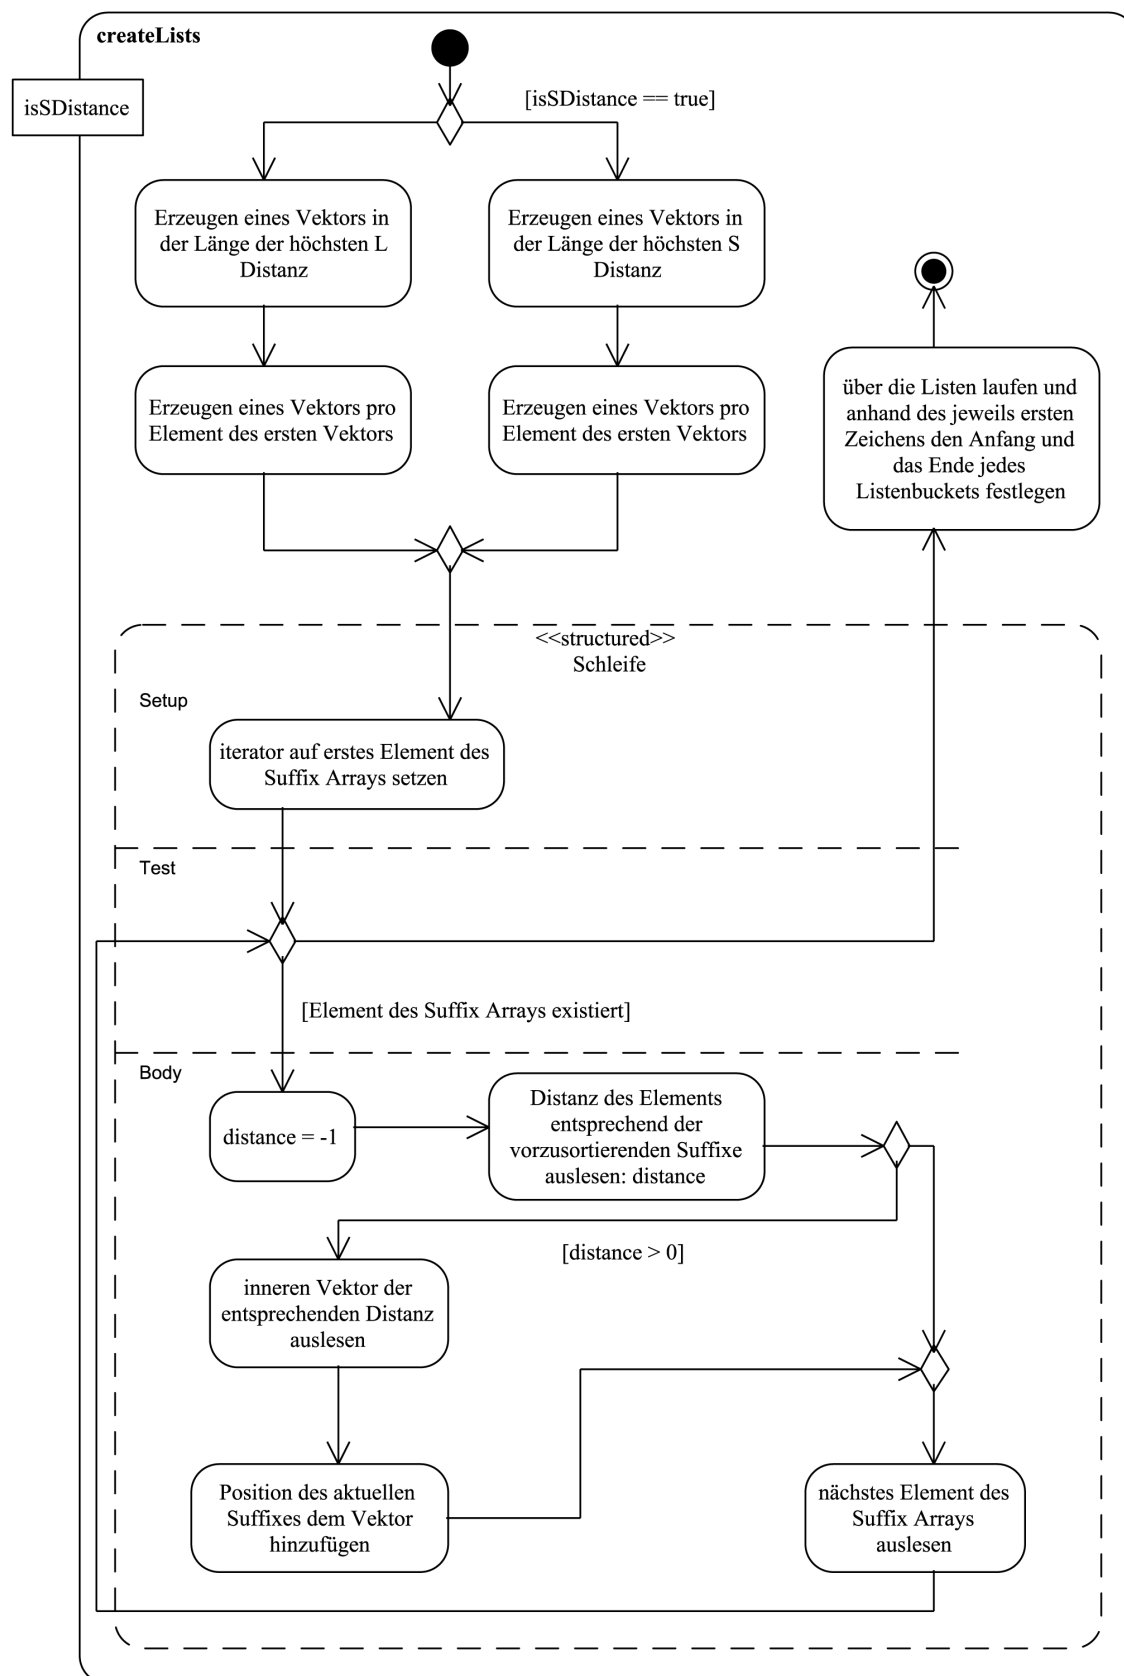 createLists
isSDistance
[isSDistance == true]
Erzeugen eines Vektors in
der Länge der höchsten L
Distanz
Erzeugen eines Vektors in
der Länge der höchsten S
Distanz
Erzeugen eines Vektors pro
Element des ersten Vektors
Erzeugen eines Vektors pro
Element des ersten Vektors
über die Listen laufen und
anhand des jeweils ersten
Zeichens den Anfang und
das Ende jedes
Listenbuckets festlegen
<<structured>>
Schleife
Setup
iterator auf erstes Element des
Suffix Arrays setzen
Test
[Element des Suffix Arrays existiert]
Body
distance = -1
Distanz des Elements
entsprechend der
vorzusortierenden Suffixe
auslesen: distance
[distance > 0]
inneren Vektor der
entsprechenden Distanz
auslesen
Position des aktuellen
Suffixes dem Vektor
hinzufügen
nächstes Element des
Suffix Arrays
auslesen